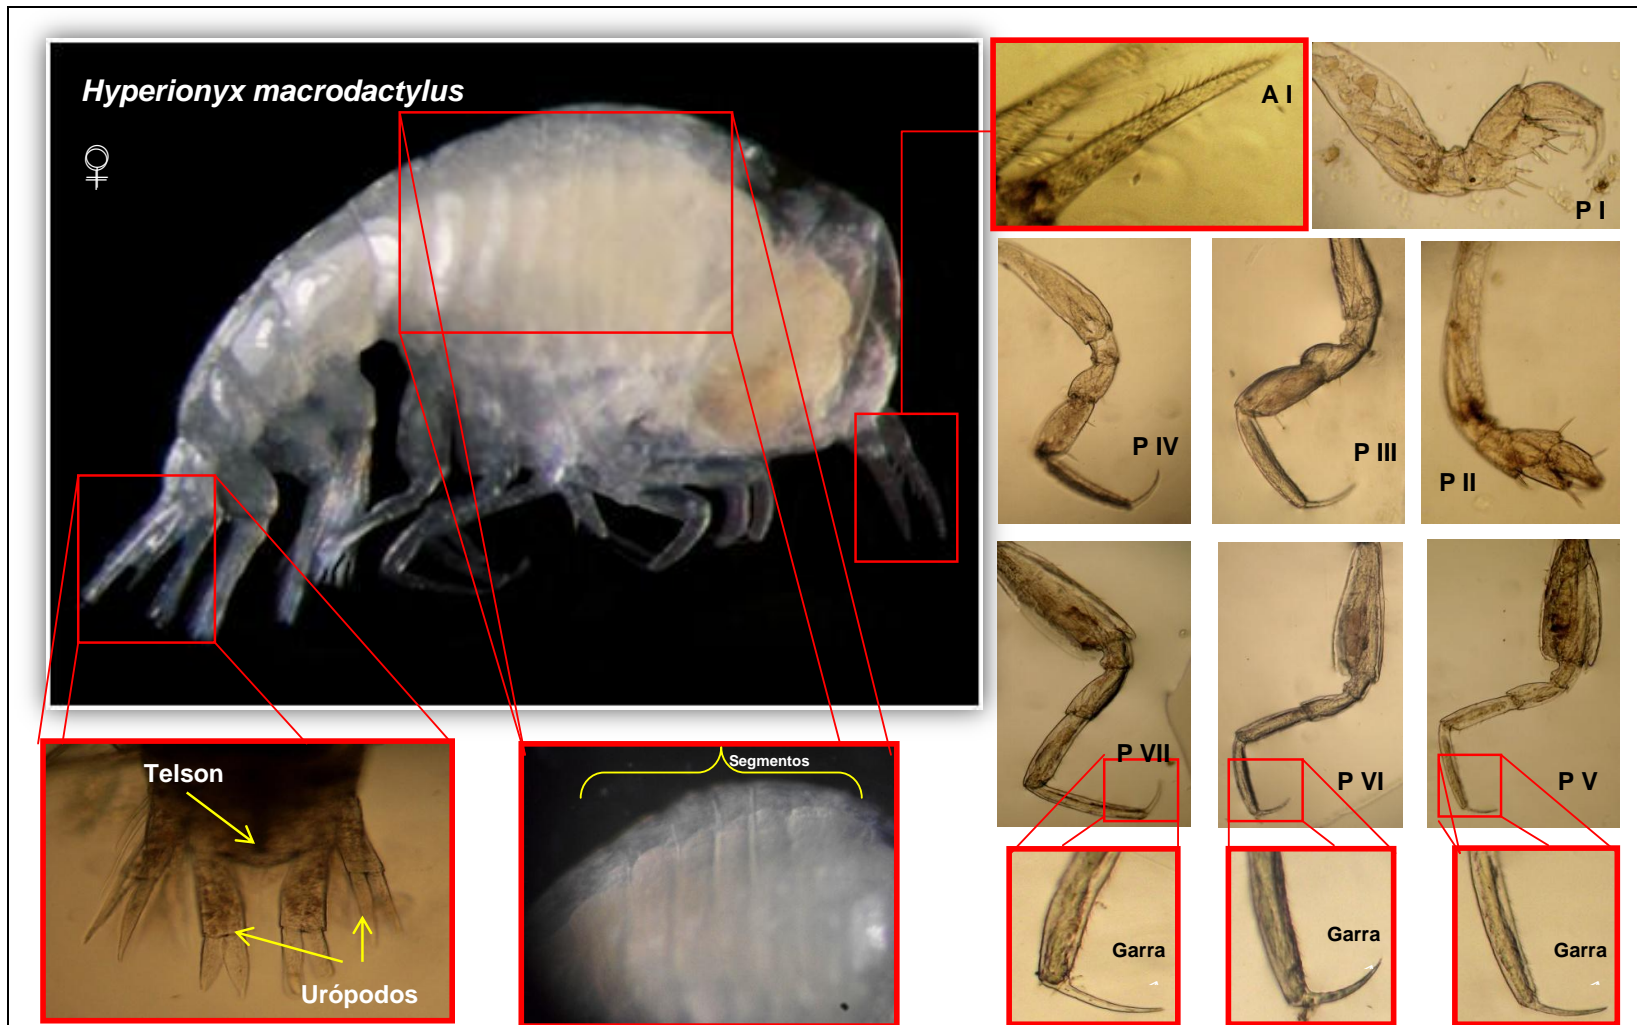 Hyperionyx macrodactylus
♀
A I
P I
P IV
P III
P II
P VII
P VI
P V
Telson
Urópodos
Segmentos
Garra
Garra
Garra